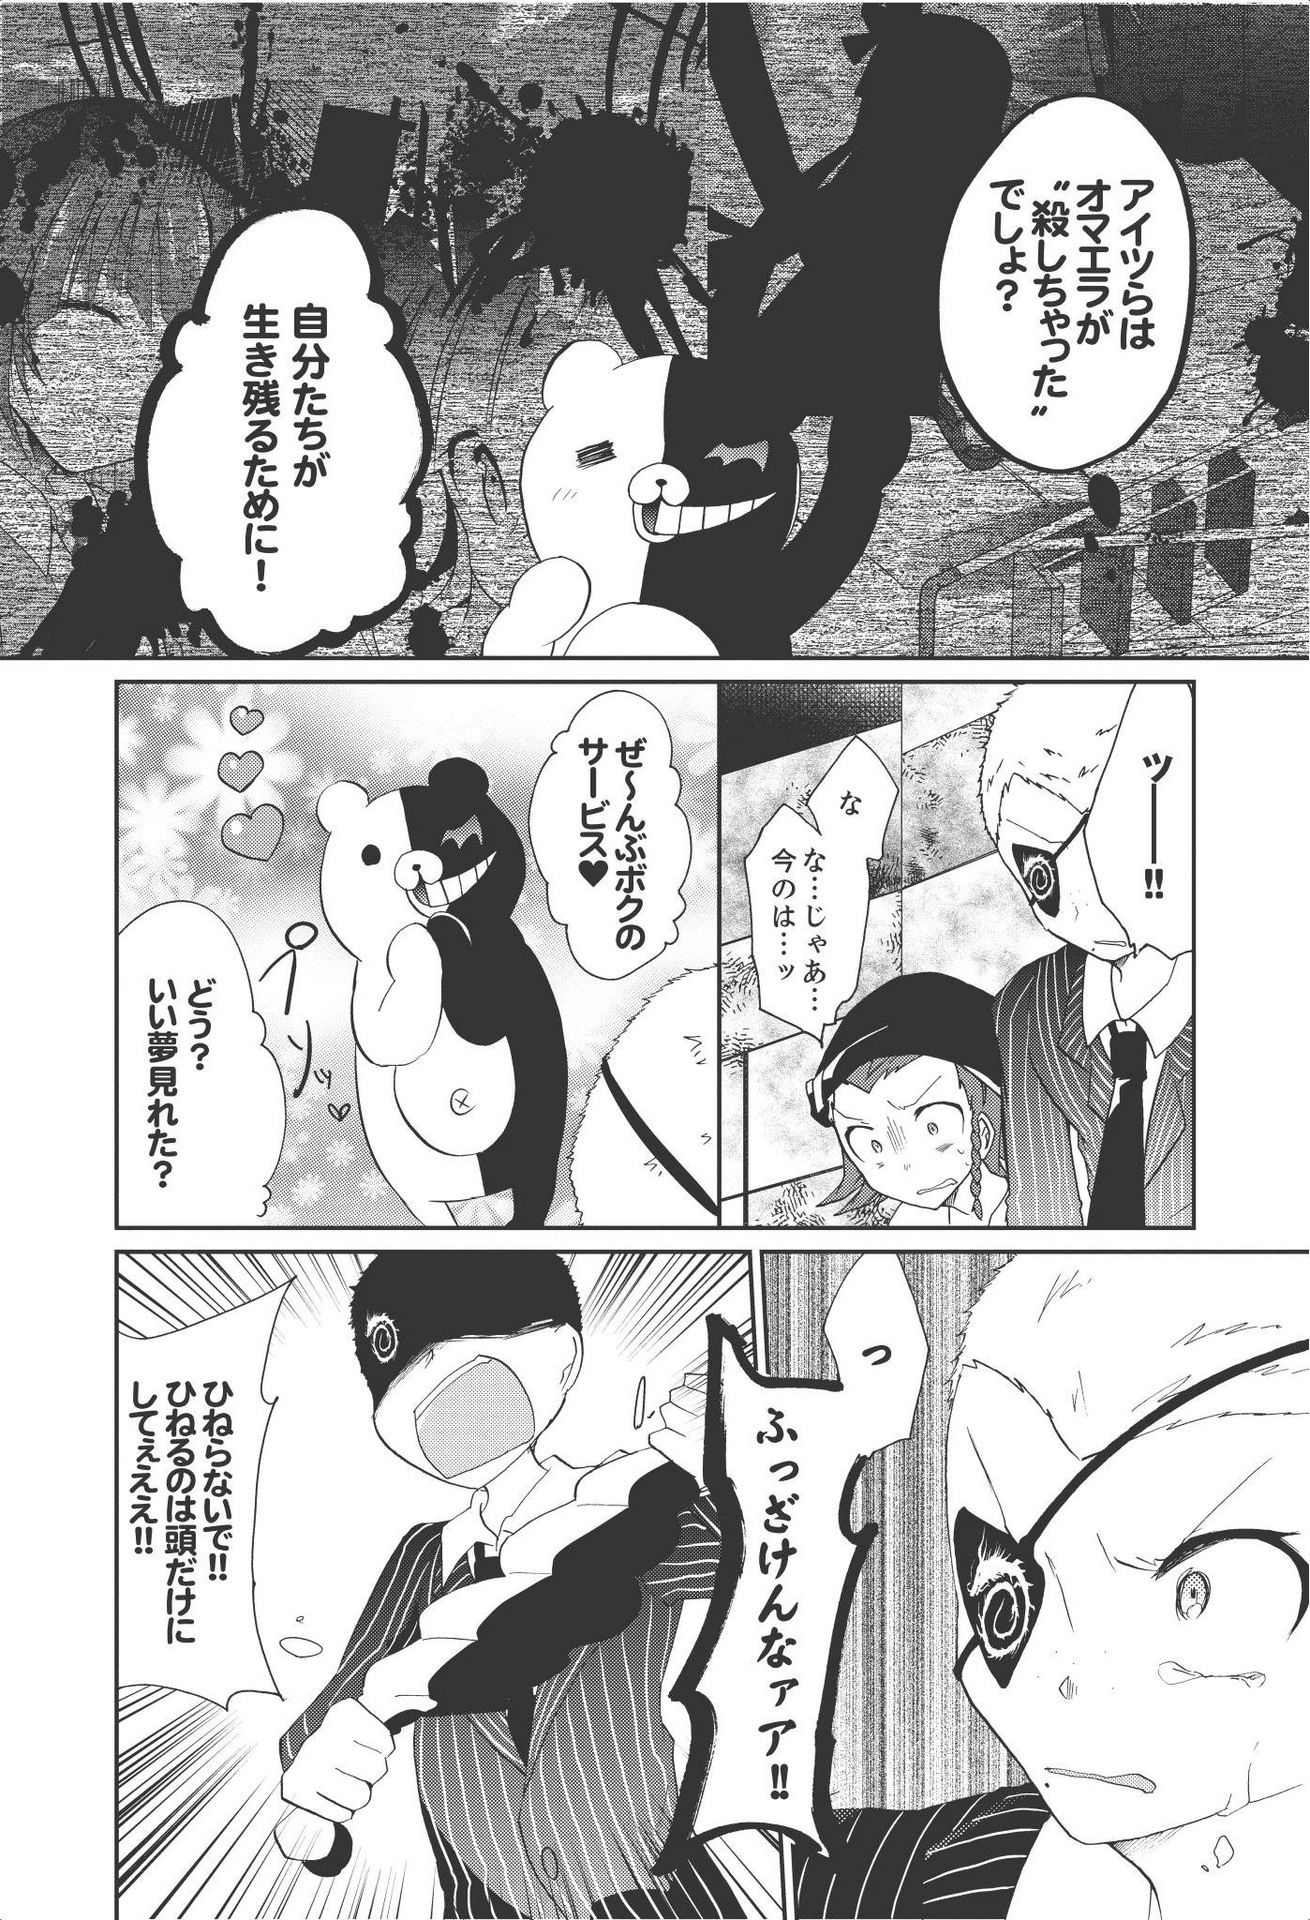 アイツらは
オマエラが
“殺しちゃった”
でしょ？
自分たちが
生き残るために！
ッ――!!
な
な…じゃあ…
今のは…ッ
ぜ～んぶボクの
サービス♥
どう？
いい夢見れた？
っ
ふっざけんなァア!!
ひねらないで!!
ひねるのは頭だけに
してぇええ!!